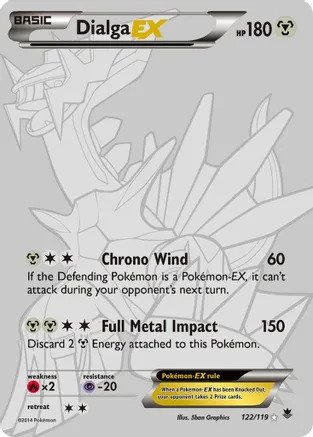 BASIC
Dialga EX
HP 180
Chrono Wind 60
If the Defending Pokémon is a Pokémon-EX, it can't
attack during your opponent's next turn.
Full Metal Impact 150
Discard 2 Energy attached to this Pokémon.
weakness
×2
resistance
-20
retreat
Pokémon-EX rule
When a Pokémon-EX has been Knocked Out,
your opponent takes 2 Prize cards.
©2014 Pokémon
Illus. 5ban Graphics
122/119